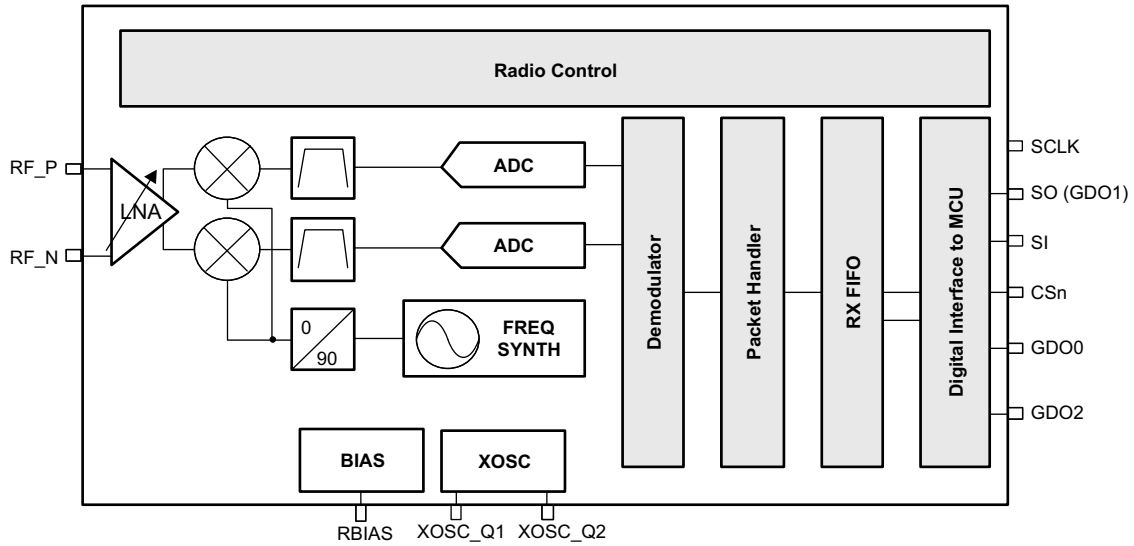 Radio Control
RF_P
LNA
RF_N
ADC
ADC
0
90
FREQ
SYNTH
BIAS
XOSC
RBIAS
XOSC_Q1
XOSC_Q2
Demodulator
Packet Handler
RX FIFO
Digital Interface to MCU
SCLK
SO (GDO1)
SI
CSn
GDO0
GDO2